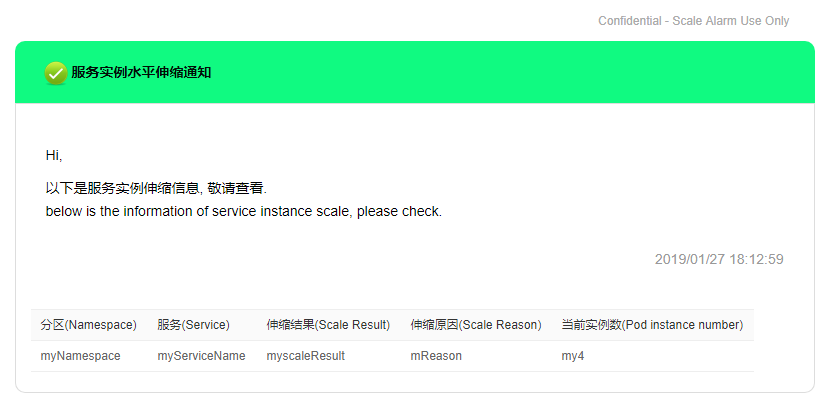 Confidential - Scale Alarm Use Only
服务实例水平伸缩通知
Hi,
以下是服务实例伸缩信息, 敬请查看.
below is the information of service instance scale, please check.
2019/01/27 18:12:59
分区(Namespace) 服务(Service) 伸缩结果(Scale Result) 伸缩原因(Scale Reason) 当前实例数(Pod instance number)
myNamespace myServiceName myscaleResult mReason my4